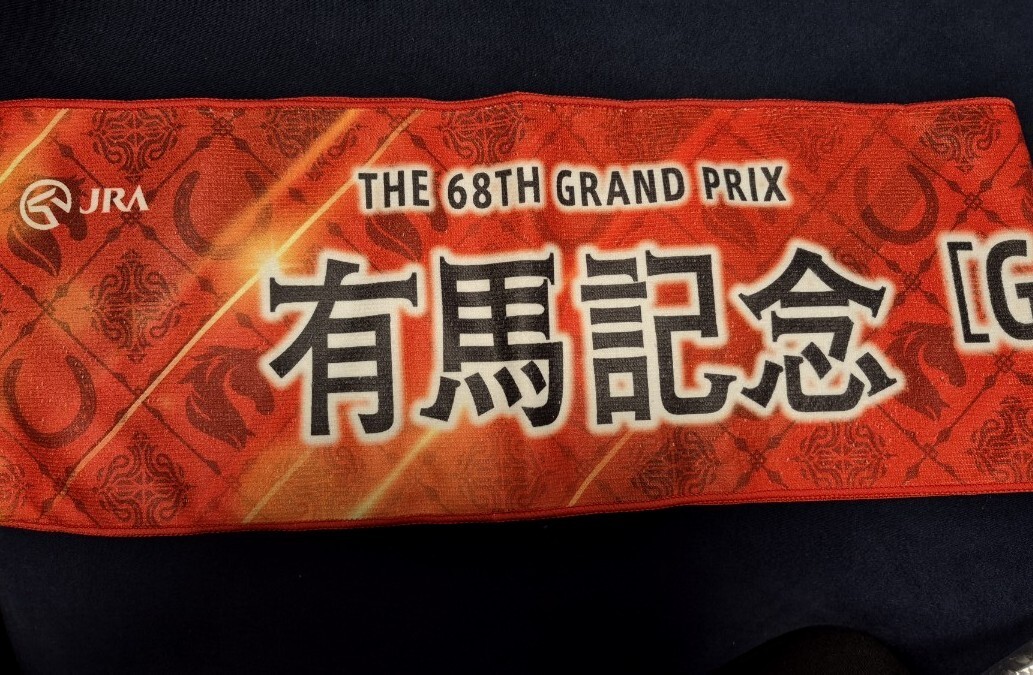 JRA
THE 68TH GRAND PRIX
有馬記念 [G